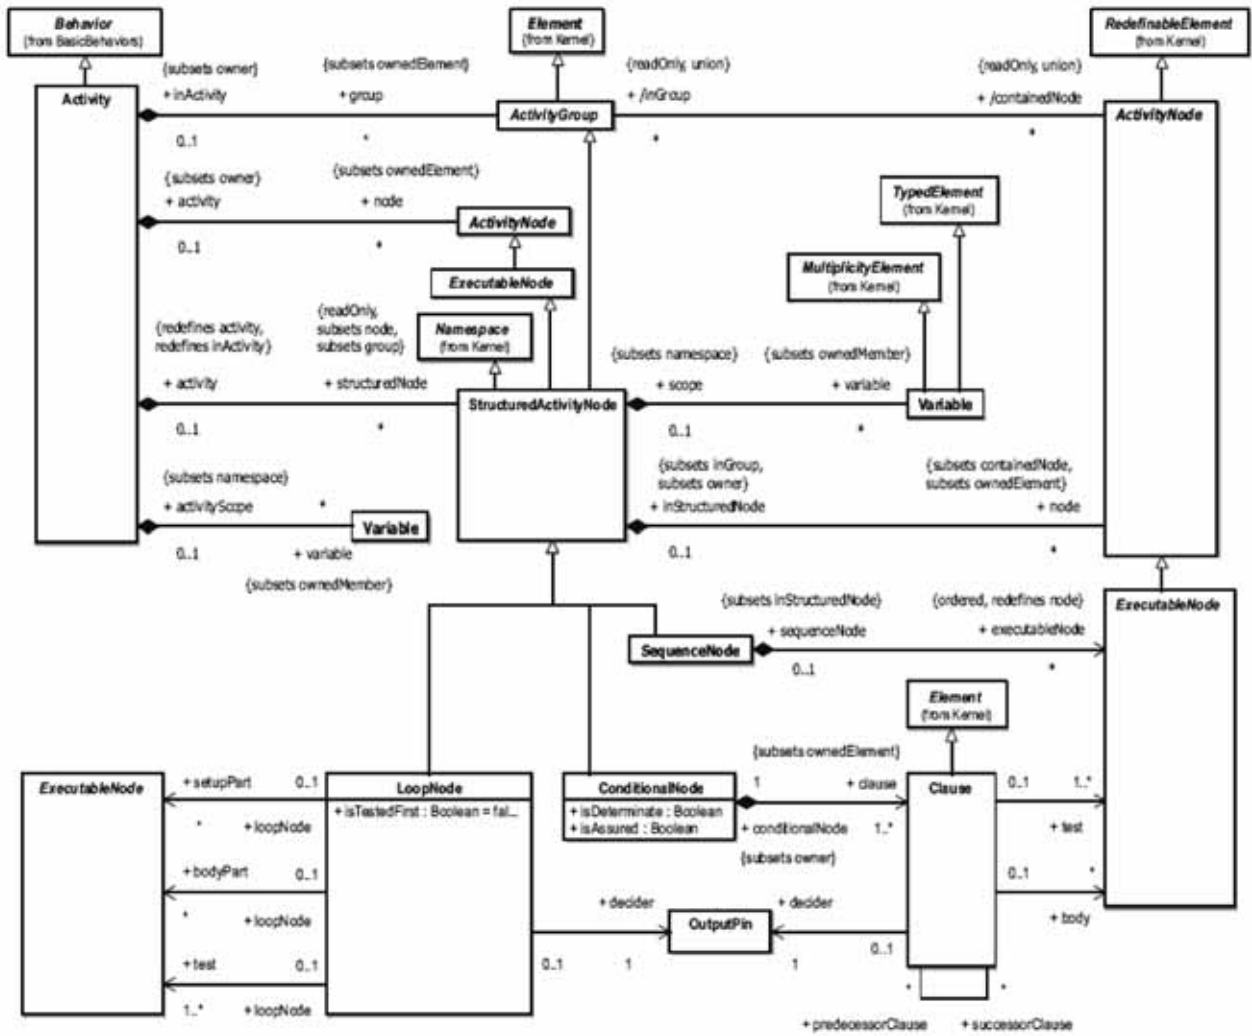 Behavior
(from BasicBehaviors)
Element
(from Kernel)
RedefinableElement
(from Kernel)
{subsets owner}
{subsets ownedElement}
{readOnly, union}
{readOnly, union}
Activity
+ inActivity
+ group
+ /inGroup
+ /containedNode
ActivityGroup
ActivityNode
0..1
*
*
*
{subsets owner}
{subsets ownedElement}
+ activity
+ node
ActivityNode
0..1
*
TypedElement
(from Kernel)
MultiplicityElement
(from Kernel)
ExecutableNode
{redefines activity,
redefines inActivity}
{readOnly,
subsets node,
subsets group}
Namespace
(from Kernel)
{subsets namespace}
{subsets ownedMember}
+ activity
+ structuredNode
StructuredActivityNode
+ scope
+ variable
Variable
0..1
*
0..1
*
{subsets namespace}
{subsets inGroup,
subsets owner}
{subsets containedNode,
subsets ownedElement}
+ activityScope
*
+ inStructuredNode
+ node
Variable
0..1
+ variable
0..1
*
{subsets ownedMember}
{subsets inStructuredNode}
{ordered, redefines node}
ExecutableNode
+ sequenceNode
+ executableNode
SequenceNode
0..1
*
Element
(from Kernel)
{subsets ownedElement}
ExecutableNode
+setupPart
0..1
LoopNode
ConditionalNode
1
+ clause
Clause
0..1
1..*
+ isTestedFirst : Boolean = fal...
+ isDeterminate : Boolean
+ isAssured : Boolean
*
+loopNode
+ conditionalNode
1..*
+ test
{subsets owner}
+bodyPart
0..1
0..1
*
*
+loopNode
+ decider
+ decider
+ body
OutputPin
+test
0..1
0..1
1
1
0..1
1..*
+loopNode
*
*
+ predecessorClause
+ successorClause